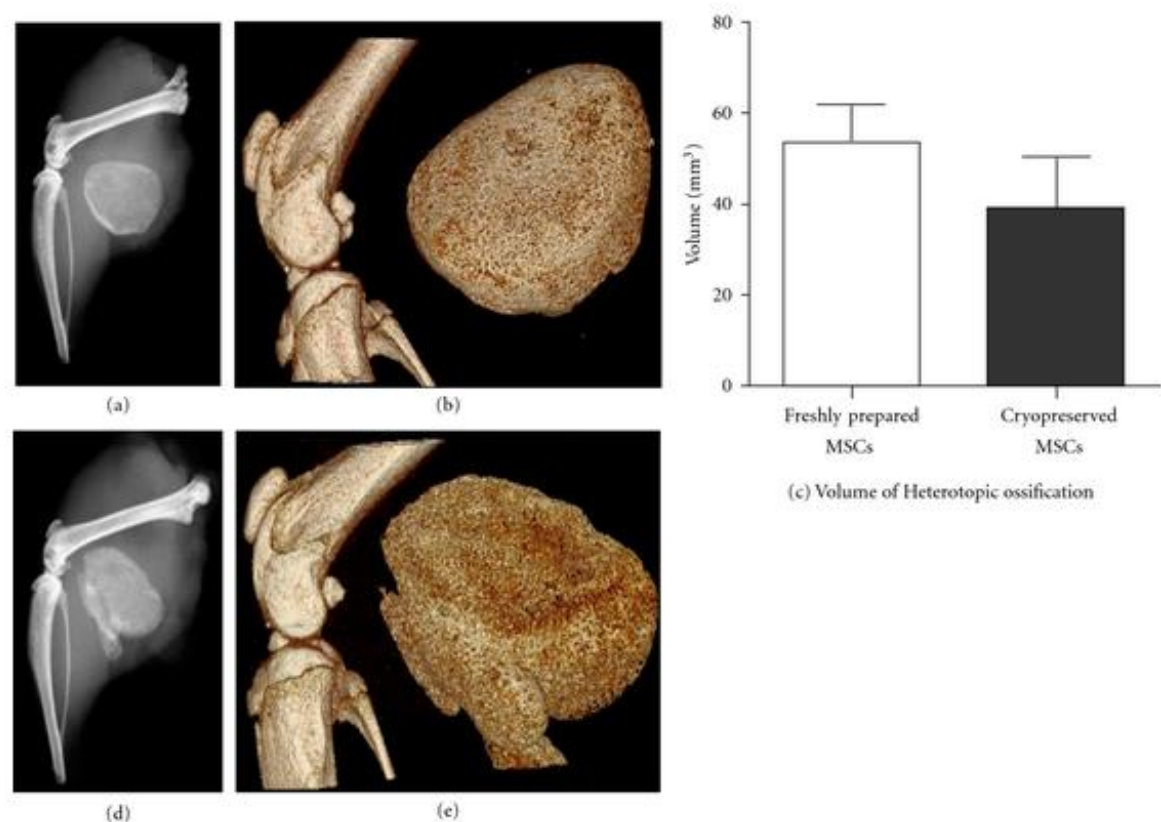 (a)
(b)
80
60
40
20
0
Volume (mm³)
Freshly prepared
MSCs
Cryopreserved
MSCs
(c) Volume of Heterotopic ossification
(d)
(e)